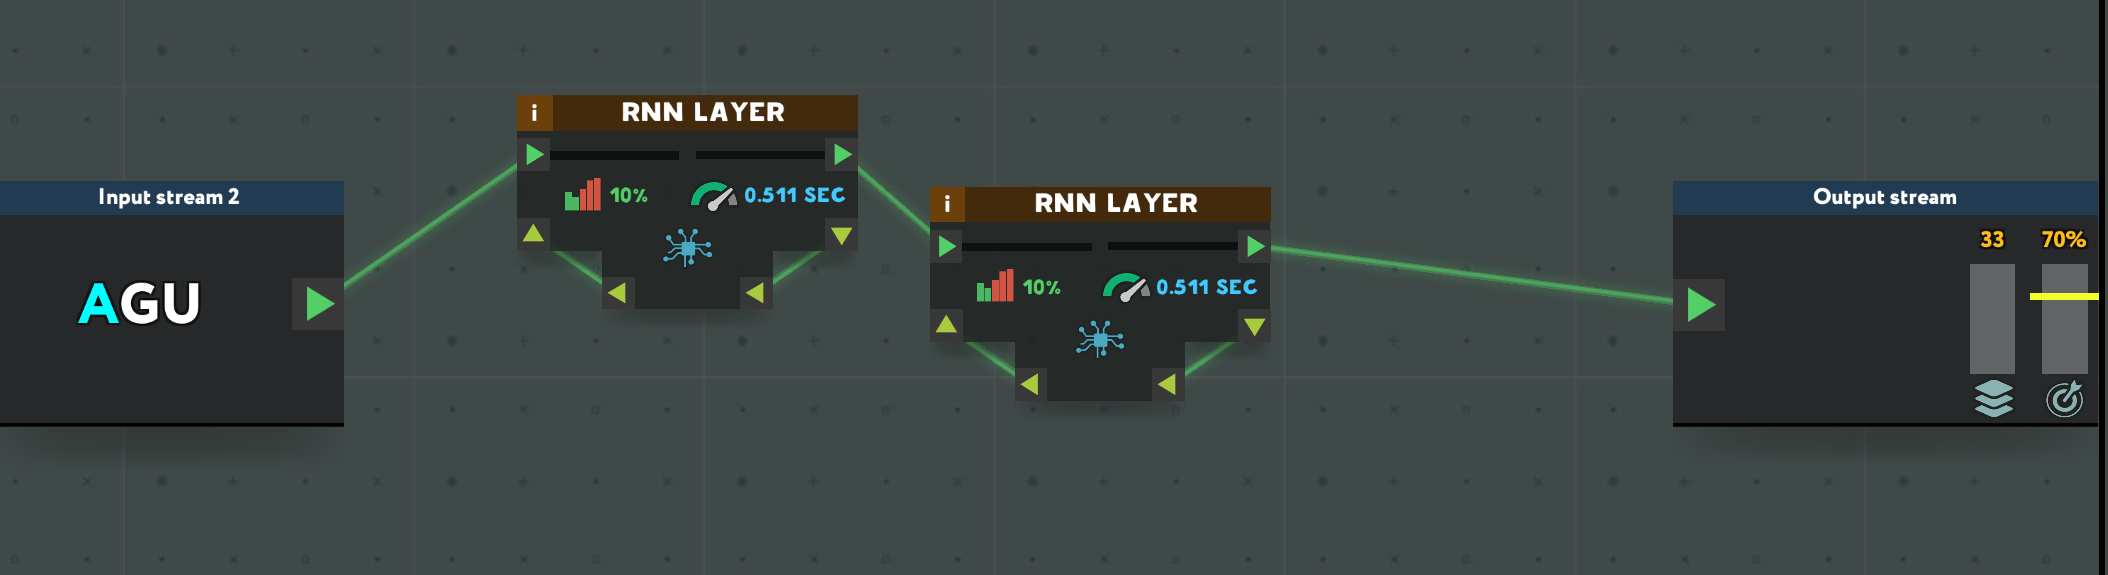 Input stream 2
AGU
i RNN LAYER
10% 0.511 SEC
i RNN LAYER
10% 0.511 SEC
Output stream
33 70%